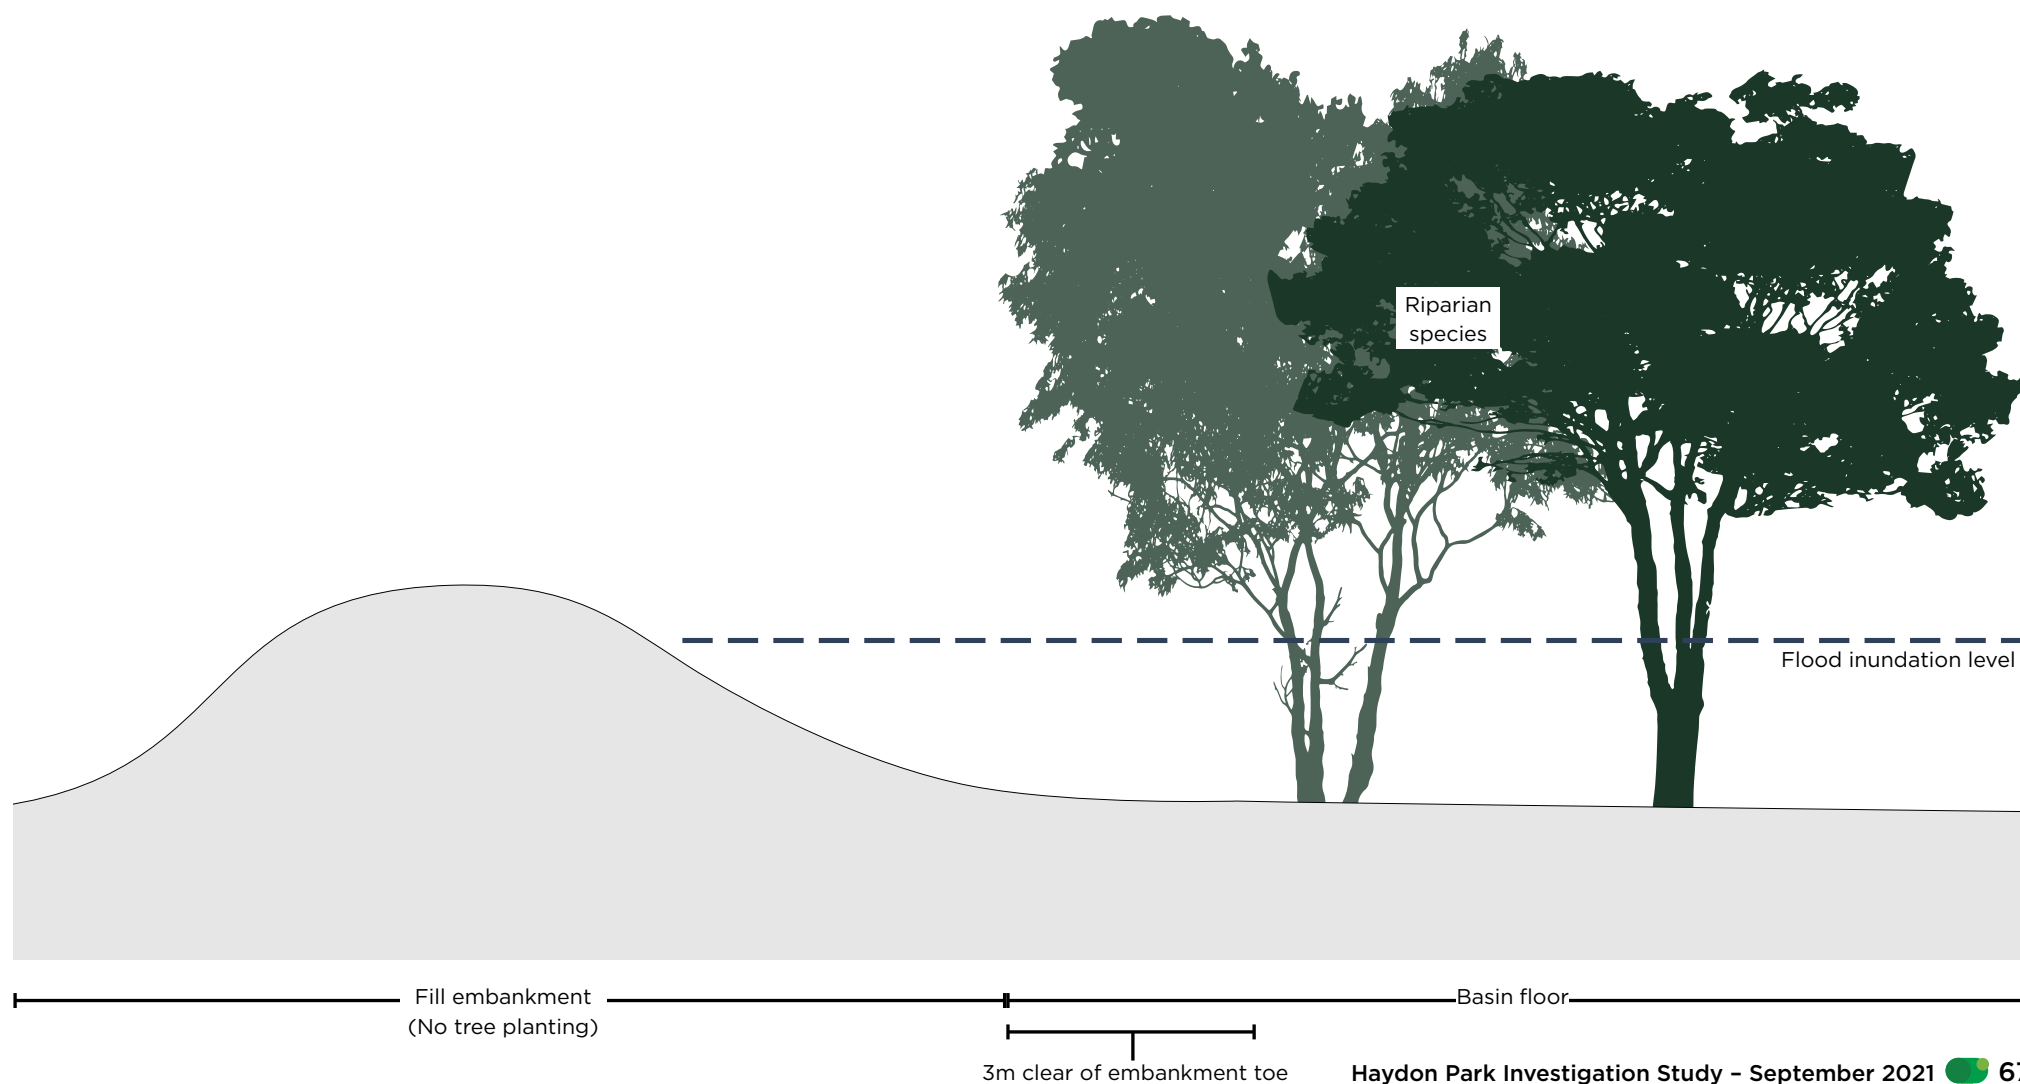 Riparian
species
Flood inundation level
Fill embankment
(No tree planting)
Basin floor
3m clear of embankment toe
Haydon Park Investigation Study – September 2021